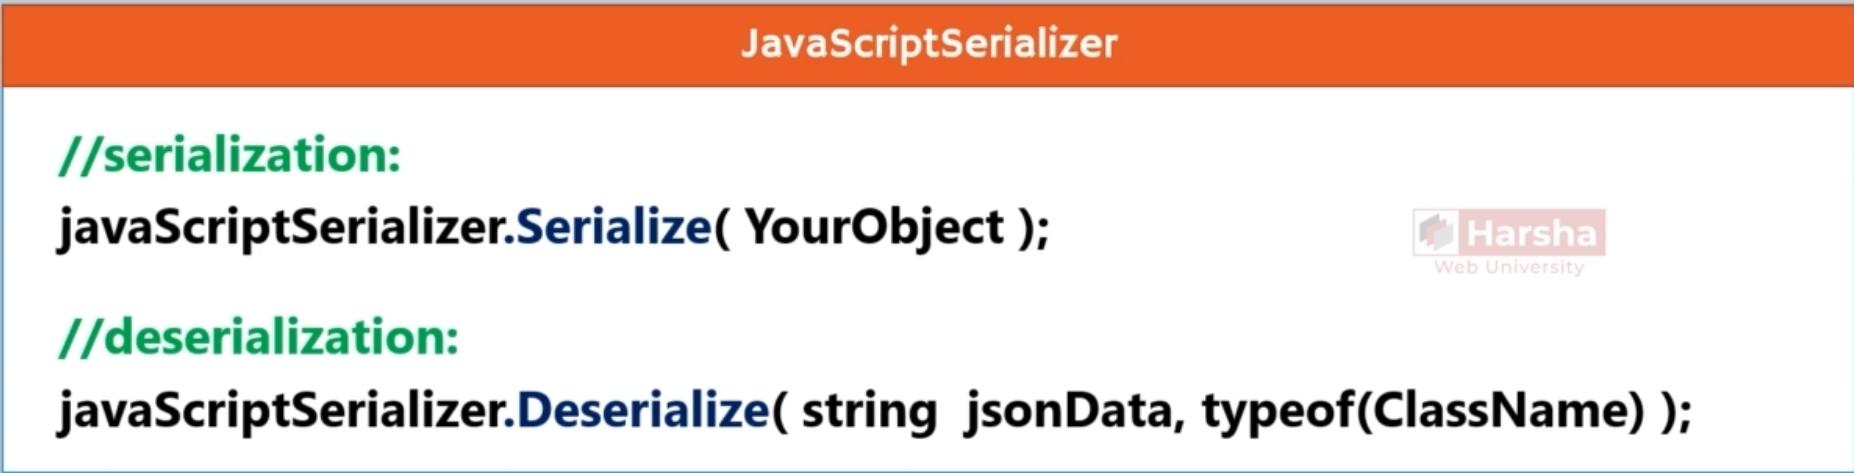 JavaScriptSerializer
//serialization:
javaScriptSerializer.Serialize( YourObject );
Harsha
Web University
//deserialization:
javaScriptSerializer.Deserialize( string jsonData, typeof(ClassName) );